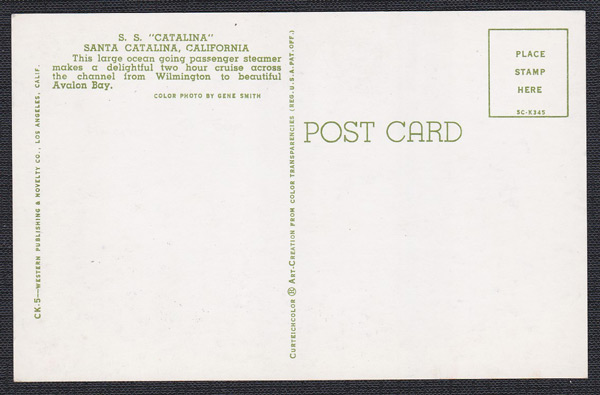 S. S. "CATALINA"
SANTA CATALINA, CALIFORNIA
This large ocean going passenger steamer
makes a delightful two hour cruise across
the channel from Wilmington to beautiful
Avalon Bay.
COLOR PHOTO BY GENE SMITH
CK-5—WESTERN PUBLISHING & NOVELTY CO., LOS ANGELES, CALIF.
CURTEICHCOLOR ® ART-CREATION FROM COLOR TRANSPARENCIES (REG. U.S.A. PAT. OFF.)
POST CARD
PLACE
STAMP
HERE
SC-K345